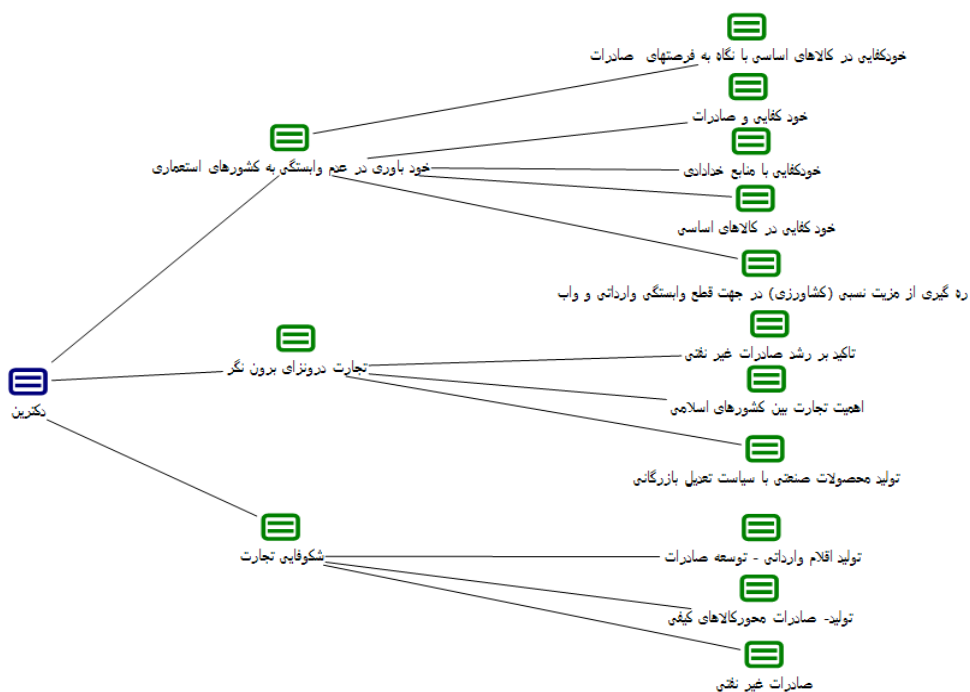 خودکفایی در کالاهای اساسی با نگاه به فرصتهای صادرات
خود کفایی و صادرات
خود باوری در عدم وابستگی به کشورهای استعماری
خودکفایی با منابع خدادادی
خود کفایی در کالاهای اساسی
ره گیری از مزیت نسبی (کشاورزی) در جهت قطع وابستگی وارداتی و واب
تاکید بر رشد صادرات غیر نفتی
تجارت درونزای برون نگر
اهمیت تجارت بین کشورهای اسلامی
دکترین
تولید محصولات صنعتی با سیاست تعدیل بازرگانی
تولید اقلام وارداتی - توسعه صادرات
شکوفایی تجارت
تولید- صادرات محورکالاهای کیفی
صادرات غیر نفتی